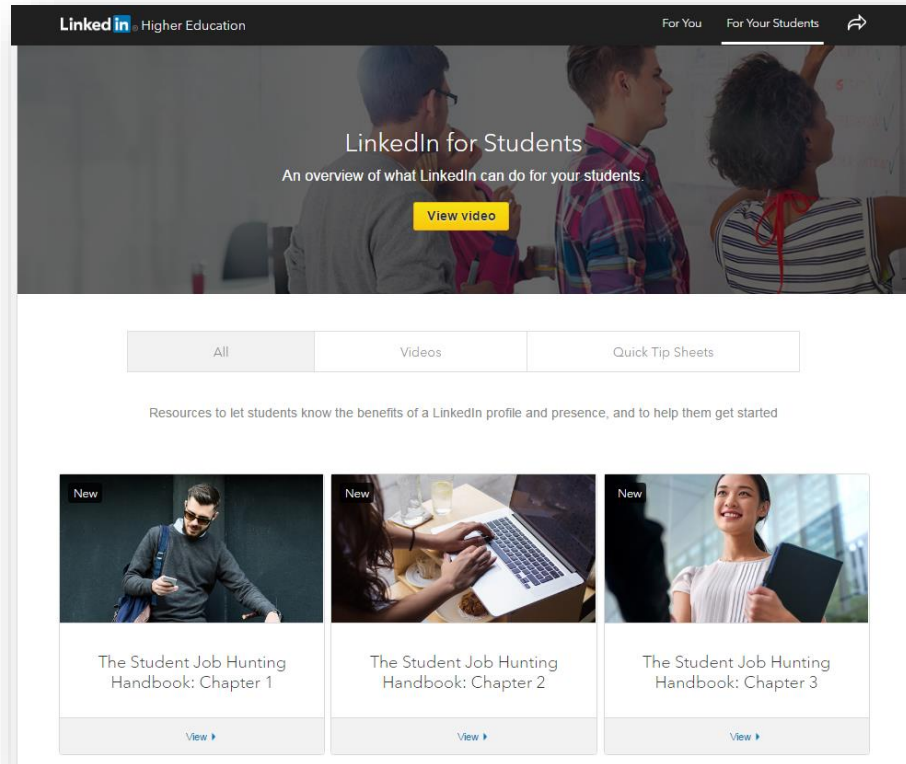 Linked in® Higher Education
For You
For Your Students
LinkedIn for Students
An overview of what LinkedIn can do for your students.
View video
All
Videos
Quick Tip Sheets
Resources to let students know the benefits of a LinkedIn profile and presence, and to help them get started
New
New
New
The Student Job Hunting
Handbook: Chapter 1
The Student Job Hunting
Handbook: Chapter 2
The Student Job Hunting
Handbook: Chapter 3
View
View
View